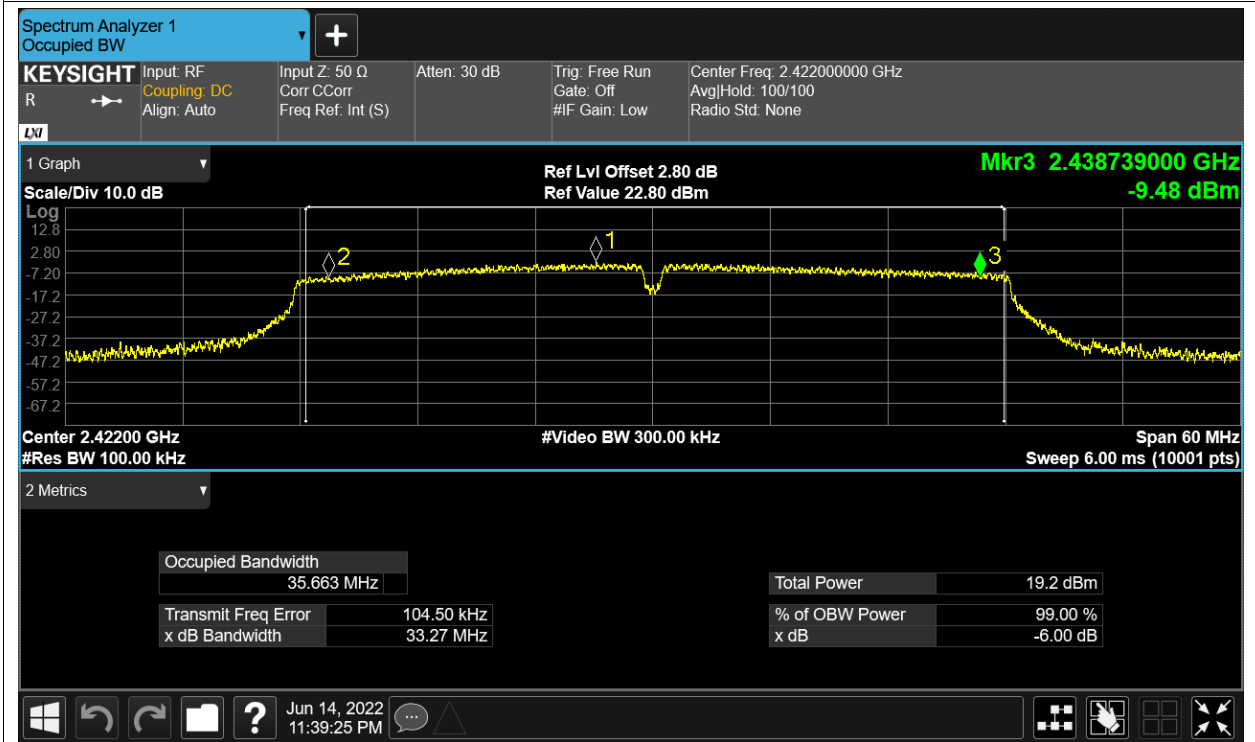 Spectrum Analyzer 1
Occupied BW
KEYSIGHT
R
LXI
Input: RF
Coupling: DC
Align: Auto
Input Z: 50 Ω
Corr CCorr
Freq Ref: Int (S)
Atten: 30 dB
Trig: Free Run
Gate: Off
#IF Gain: Low
Center Freq: 2.422000000 GHz
Avg|Hold: 100/100
Radio Std: None
1 Graph
Scale/Div 10.0 dB
Ref Lvl Offset 2.80 dB
Ref Value 22.80 dBm
Mkr3 2.438739000 GHz
-9.48 dBm
Log
12.8
2.80
-7.20
-17.2
-27.2
-37.2
-47.2
-57.2
-67.2
2
1
3
Center 2.42200 GHz
#Video BW 300.00 kHz
Span 60 MHz
#Res BW 100.00 kHz
Sweep 6.00 ms (10001 pts)
2 Metrics
Occupied Bandwidth
35.663 MHz
Transmit Freq Error 104.50 kHz
x dB Bandwidth 33.27 MHz
Total Power 19.2 dBm
% of OBW Power 99.00 %
x dB -6.00 dB
?
Jun 14, 2022
11:39:25 PM